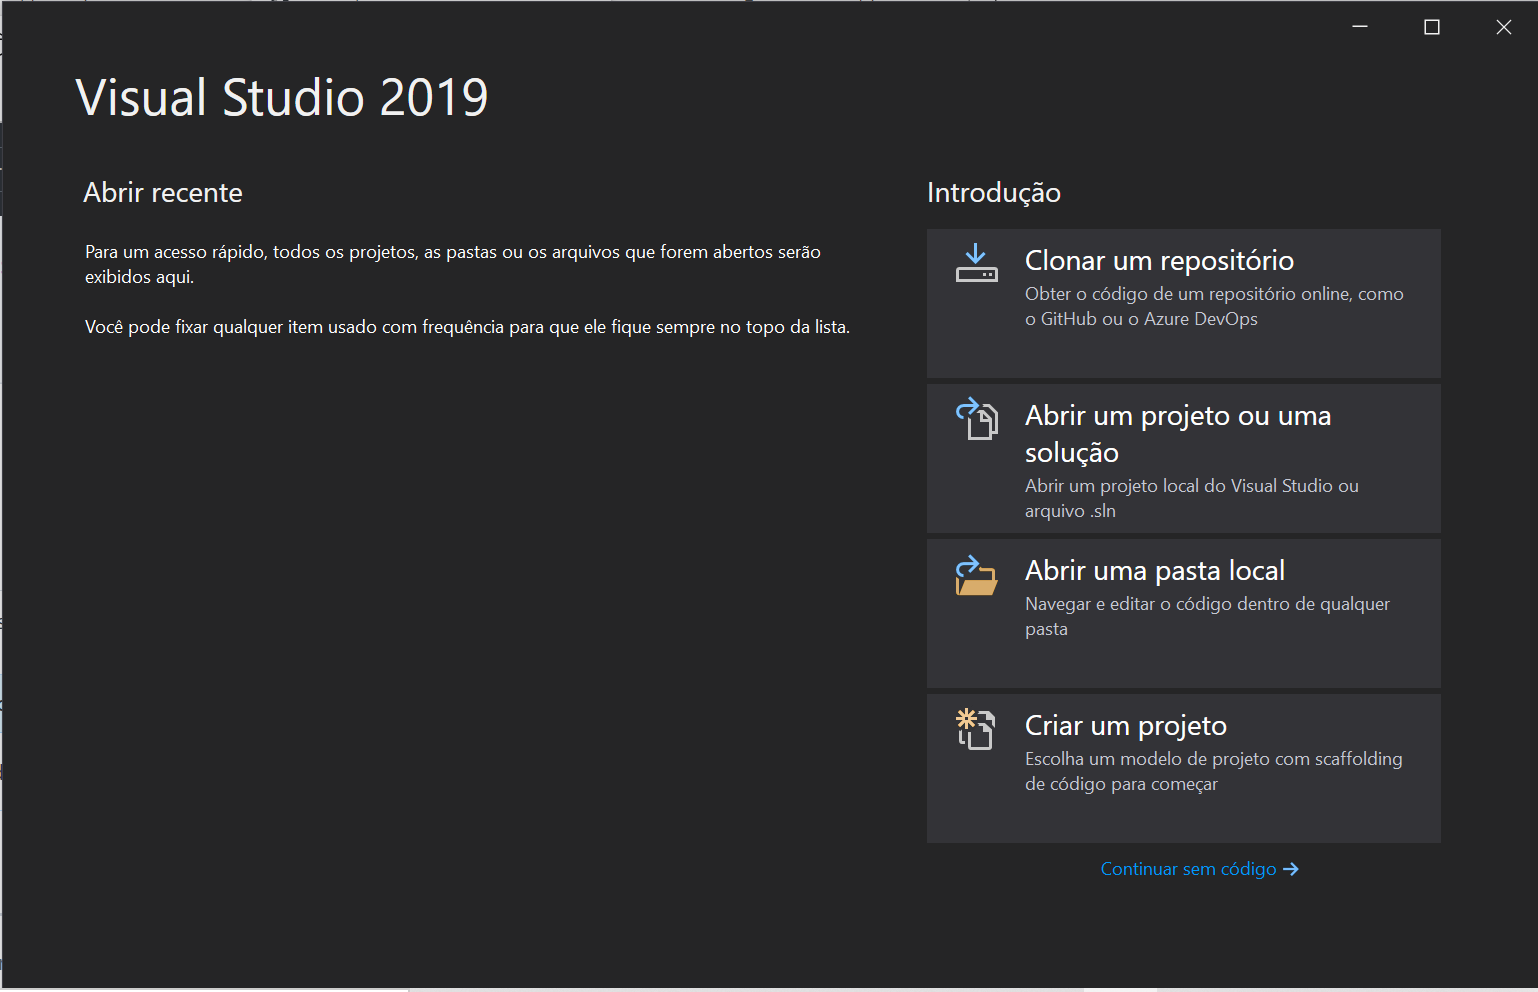 Visual Studio 2019
Abrir recente
Para um acesso rápido, todos os projetos, as pastas ou os arquivos que forem abertos serão
exibidos aqui.
Você pode fixar qualquer item usado com frequência para que ele fique sempre no topo da lista.
Introdução
Clonar um repositório
Obter o código de um repositório online, como
o GitHub ou o Azure DevOps
Abrir um projeto ou uma
solução
Abrir um projeto local do Visual Studio ou
arquivo .sln
Abrir uma pasta local
Navegar e editar o código dentro de qualquer
pasta
Criar um projeto
Escolha um modelo de projeto com scaffolding
de código para começar
Continuar sem código